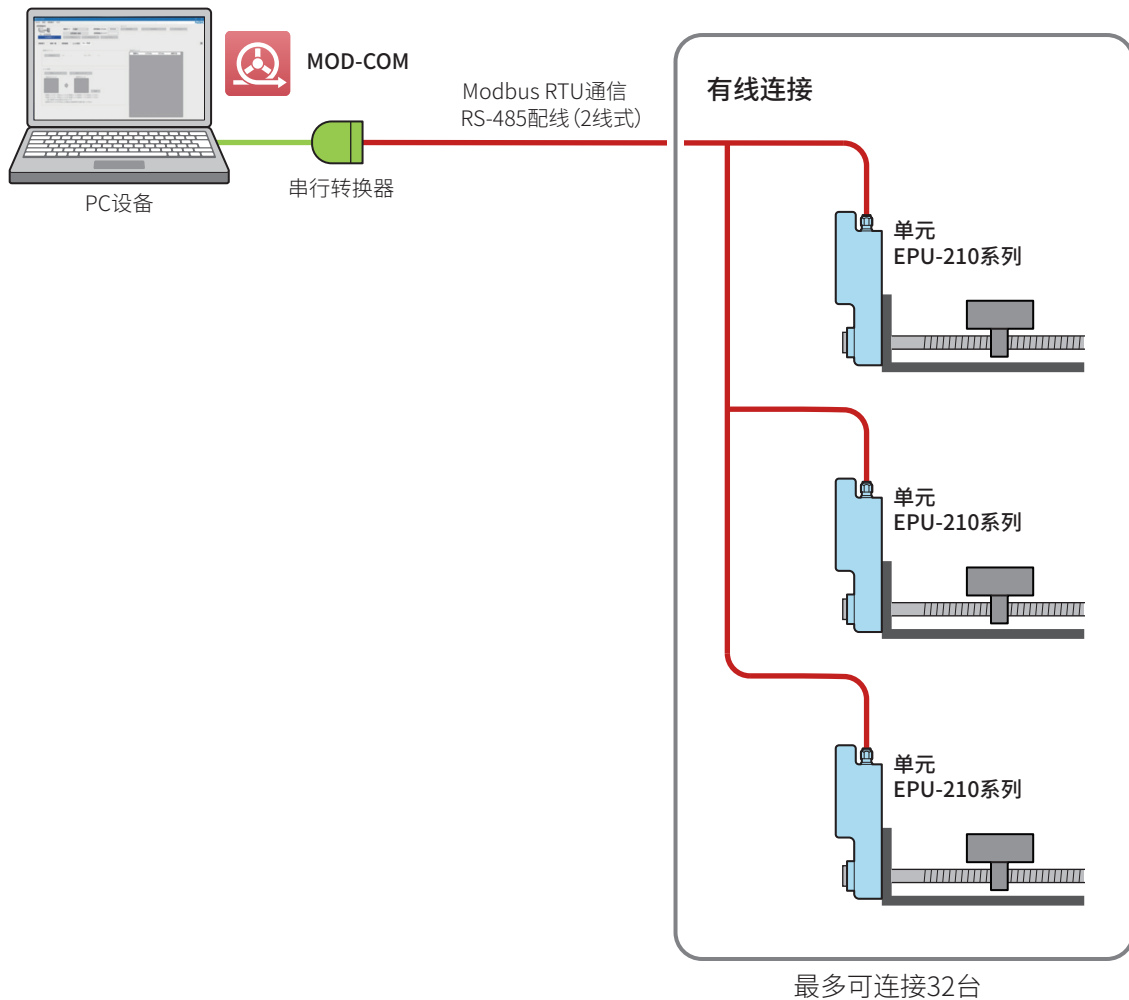 MOD-COM
Modbus RTU通信
RS-485配线（2线式）
有线连接
PC设备
串行转换器
单元
EPU-210系列
单元
EPU-210系列
单元
EPU-210系列
最多可连接32台